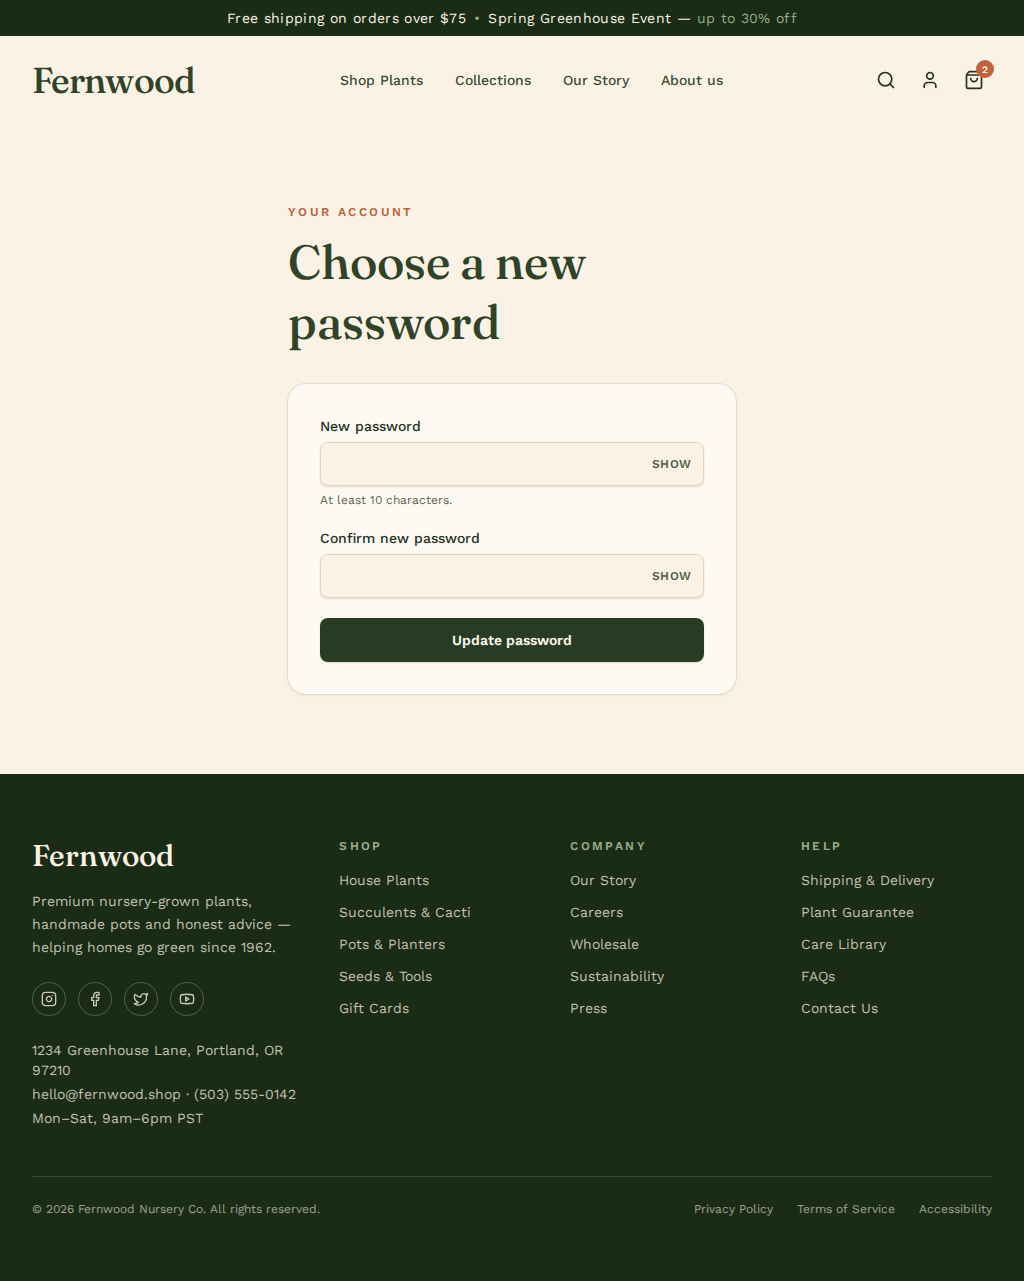 Free shipping on orders over $75 • Spring Greenhouse Event — up to 30% off
Fernwood
Shop Plants
Collections
Our Story
About us
2
YOUR ACCOUNT
Choose a new
password
New password
SHOW
At least 10 characters.
Confirm new password
SHOW
Update password
Fernwood
Premium nursery-grown plants,
handmade pots and honest advice —
helping homes go green since 1962.
1234 Greenhouse Lane, Portland, OR
97210
hello@fernwood.shop · (503) 555-0142
Mon–Sat, 9am–6pm PST
SHOP
House Plants
Succulents & Cacti
Pots & Planters
Seeds & Tools
Gift Cards
COMPANY
Our Story
Careers
Wholesale
Sustainability
Press
HELP
Shipping & Delivery
Plant Guarantee
Care Library
FAQs
Contact Us
© 2026 Fernwood Nursery Co. All rights reserved.
Privacy Policy
Terms of Service
Accessibility